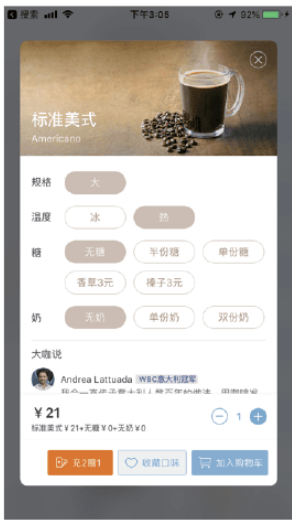 搜索 下午3:05 92%
标准美式
Americano
规格 大
温度 冰 热
糖 无糖 半份糖 单份糖
香草3元 榛子3元
奶 无奶 单份奶 双份奶
大咖说
Andrea Lattuada WBC意大利冠军
¥21 1
标准美式¥21+无糖¥0+无奶¥0
充2赠1 收藏口味 加入购物车